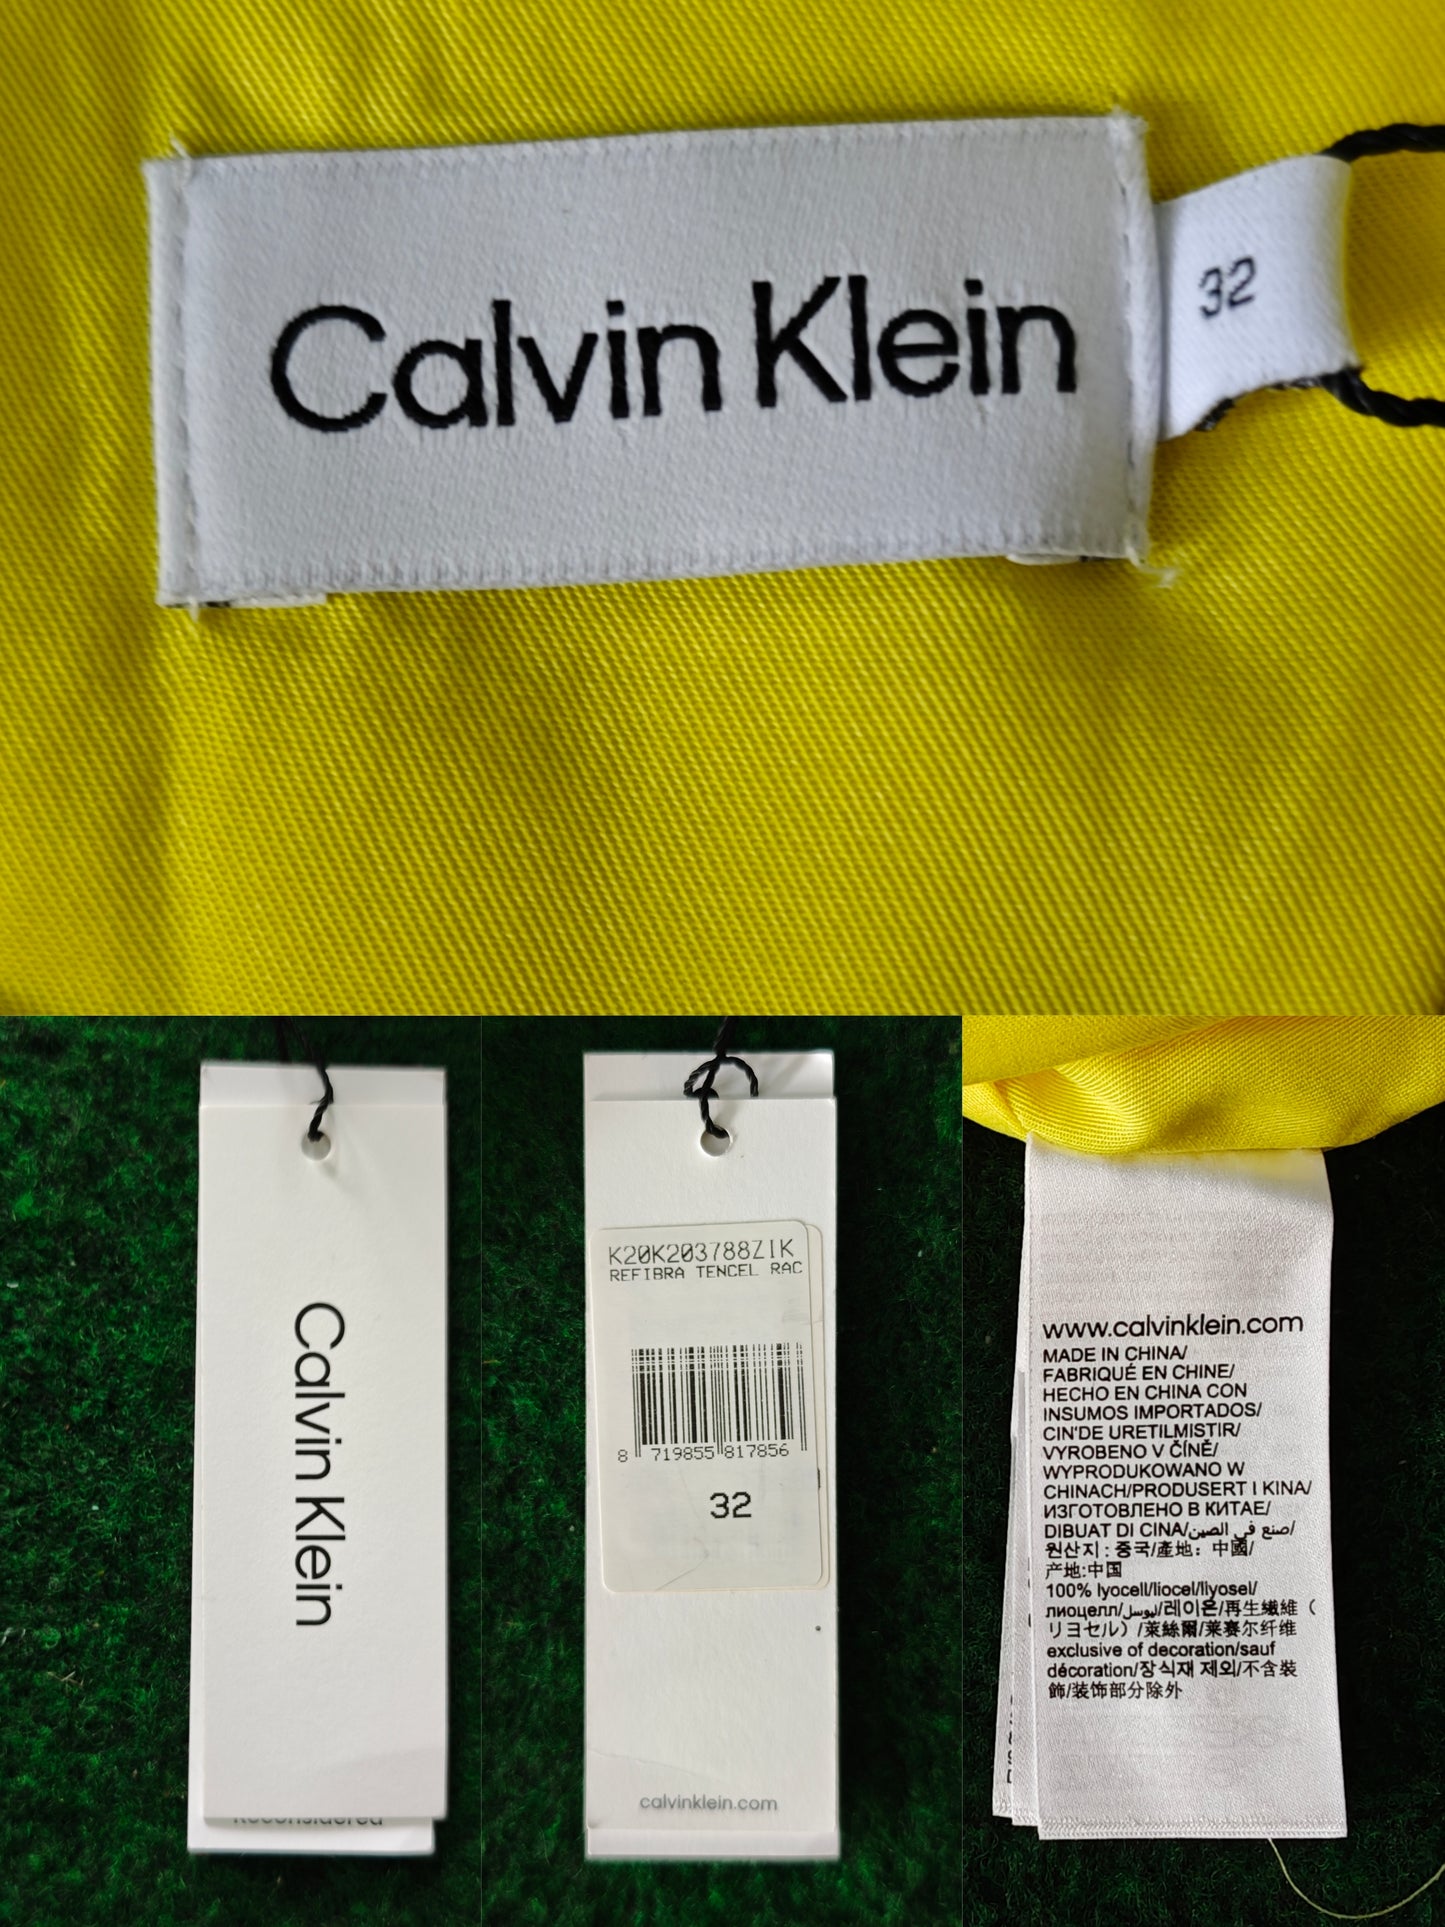 Calvin Klein
32
Calvin Klein
Reconsidered
K20K203788ZIK
REFIBRA TENCEL RAC
8 719855 817856
32
calvinklein.com
www.calvinklein.com
MADE IN CHINA/
FABRIQUÉ EN CHINE/
HECHO EN CHINA CON
INSUMOS IMPORTADOS/
CIN'DE URETILMISTIR/
VYROBENO V ČÍNĚ/
WYPRODUKOWANO W
CHINACH/PRODUSERT I KINA/
ИЗГОТОВЛЕНО В КИТАЕ/
DIBUAT DI CINA/صنع في الصين/
원산지 : 중국/產地：中國/
产地:中国
100% lyocell/liocel/liyosel/
лиоцелл/ليوسل/레이온/再生繊維（
リヨセル）/萊絲爾/莱赛尔纤维
exclusive of decoration/sauf
décoration/장식재 제외/不含裝
飾/装饰部分除外